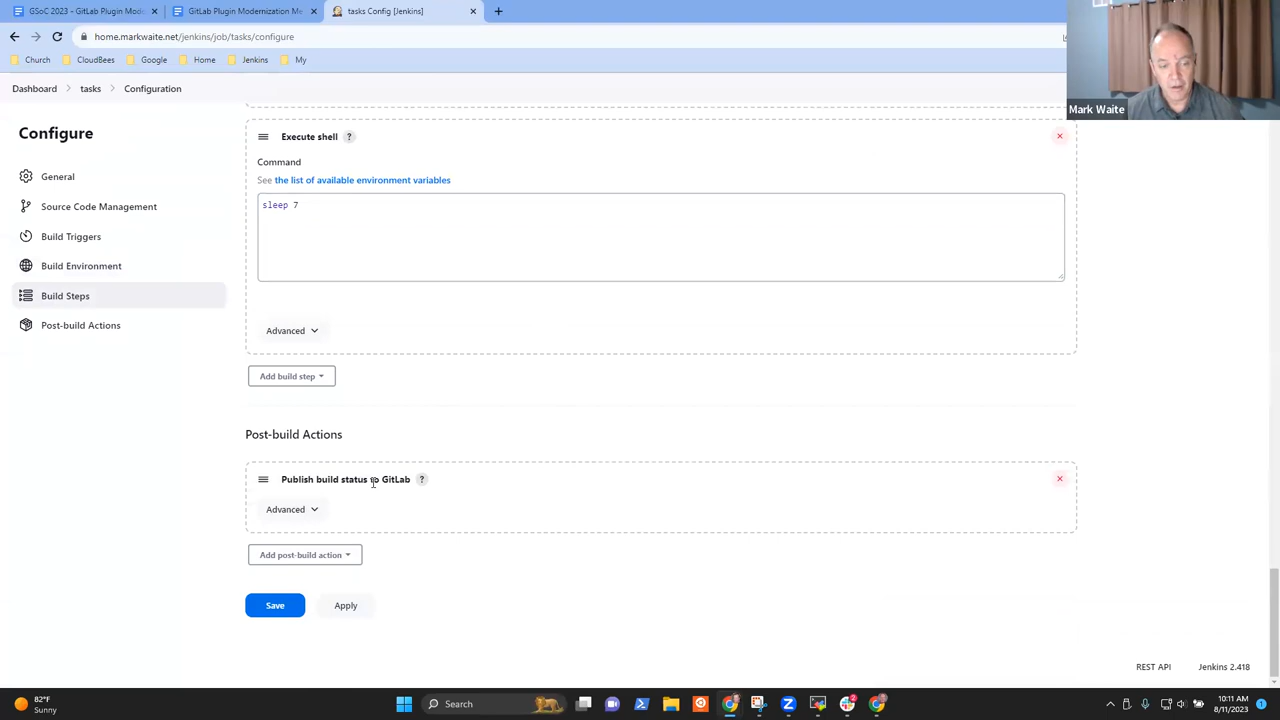 GSoC 2023 – GitLab Plugin Mode
GitLab Plugin Modernization
tasks Config [Jenkins]
home.markwaite.net/jenkins/job/tasks/configure
Church
CloudBees
Waite
Home
Jenkins
My
Mark Waite
Dashboard
tasks
Configuration
Configure
General
Source Code Management
Build Triggers
Build Environment
Build Steps
Post-build Actions
Execute shell ?
Command
See the list of available environment variables
sleep 7
Advanced
Add build step
Post-build Actions
Publish build status to GitLab ?
Advanced
Add post-build action
Save
Apply
REST API
Jenkins 2.418
82°F
Sunny
Search
10:11 AM
8/11/2023